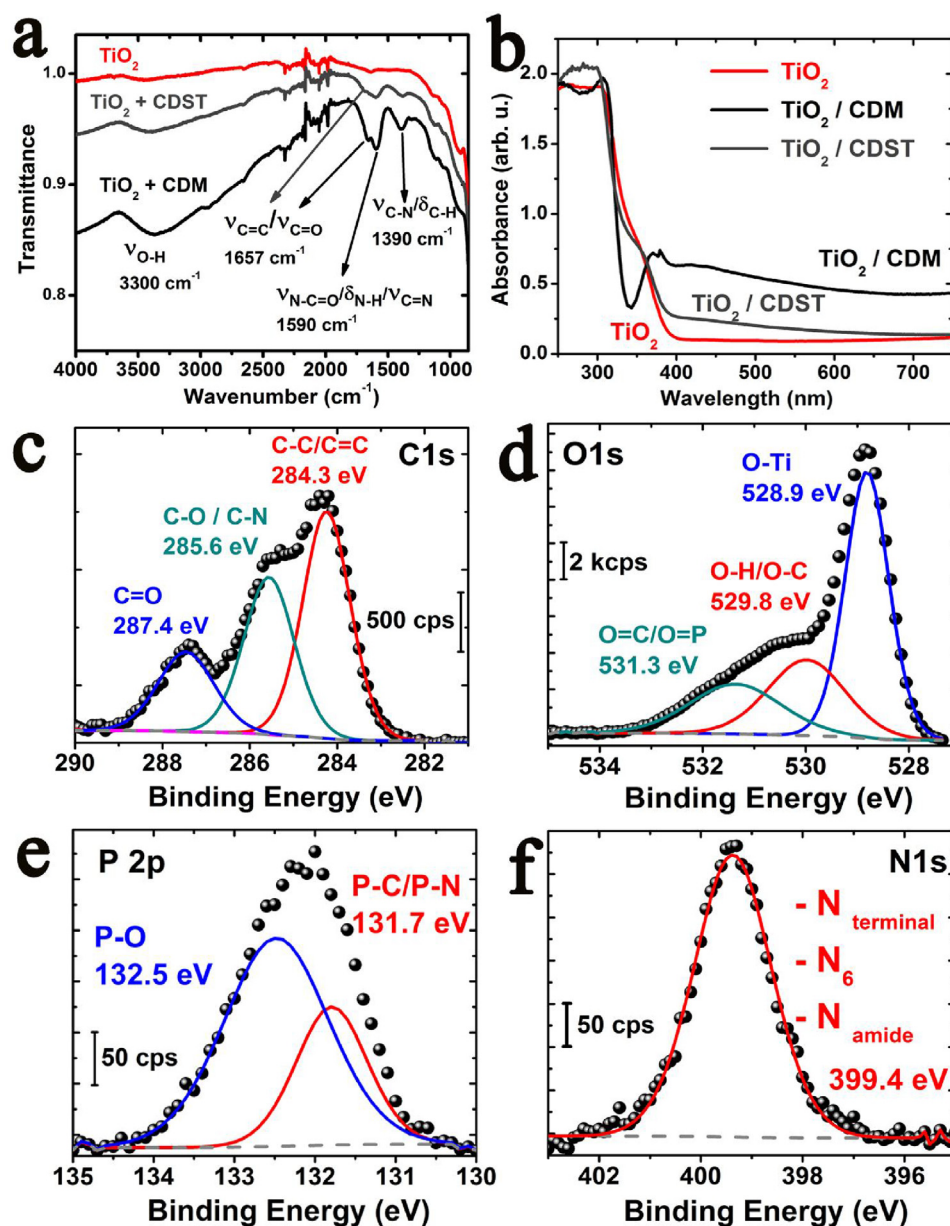 a
TiO2
TiO2 + CDST
TiO2 + CDM
νO-H
3300 cm-1
νC=C/νC=O
1657 cm-1
νC-N/δC-H
1390 cm-1
νN-C=O/δN-H/νC=N
1590 cm-1
1.0
0.9
0.8
Transmittance
4000 3500 3000 2500 2000 1500 1000
Wavenumber (cm-1)
b
TiO2
TiO2 / CDM
TiO2 / CDST
TiO2 / CDM
TiO2 / CDST
TiO2
2.0
1.5
1.0
0.5
0.0
Absorbance (arb. u.)
300 400 500 600 700
Wavelength (nm)
c
C1s
C-C/C=C
284.3 eV
C-O / C-N
285.6 eV
C=O
287.4 eV
500 cps
290 288 286 284 282
Binding Energy (eV)
d
O1s
O-Ti
528.9 eV
2 kcps
O-H/O-C
529.8 eV
O=C/O=P
531.3 eV
534 532 530 528
Binding Energy (eV)
e
P 2p
P-C/P-N
131.7 eV
P-O
132.5 eV
50 cps
135 134 133 132 131 130
Binding Energy (eV)
f
N1s
- N terminal
- N6
- N amide
399.4 eV
50 cps
402 400 398 396
Binding Energy (eV)